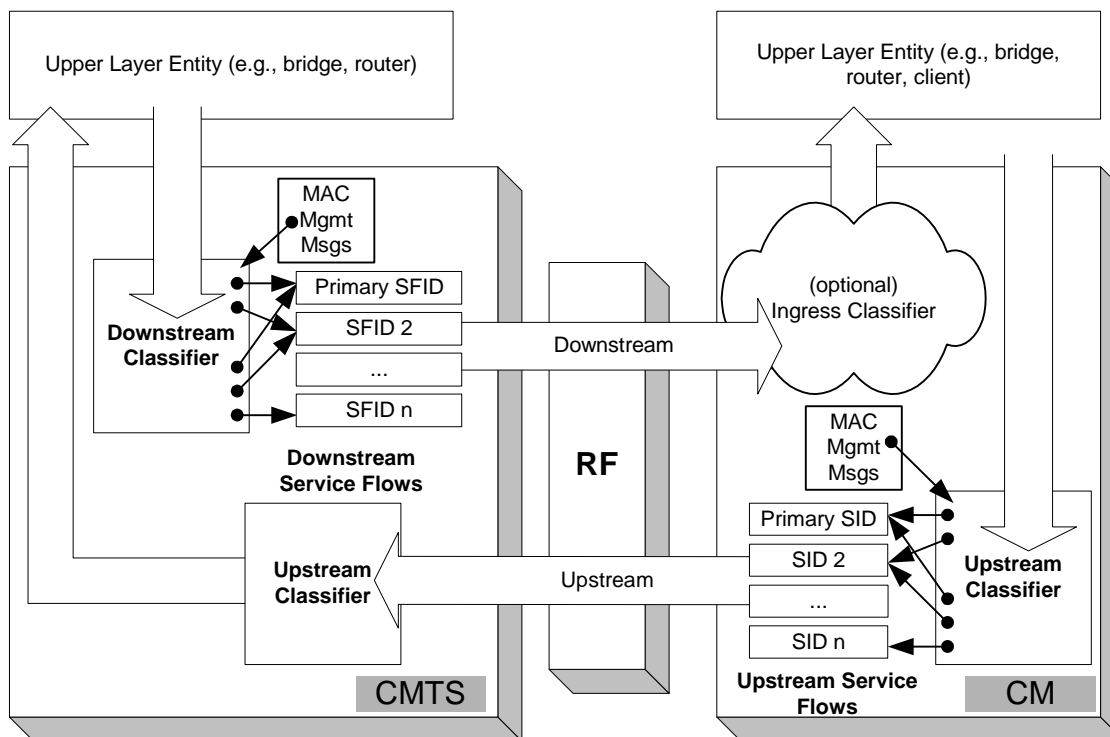 Upper Layer Entity (e.g., bridge, router)
Upper Layer Entity (e.g., bridge,
router, client)
MAC
Mgmt
Msgs
Primary SFID
SFID 2
...
SFID n
Downstream
Classifier
Downstream
Service Flows
Downstream
RF
(optional)
Ingress Classifier
MAC
Mgmt
Msgs
Primary SID
SID 2
...
SID n
Upstream
Classifier
Upstream
Upstream
Classifier
Upstream Service
Flows
CMTS
CM